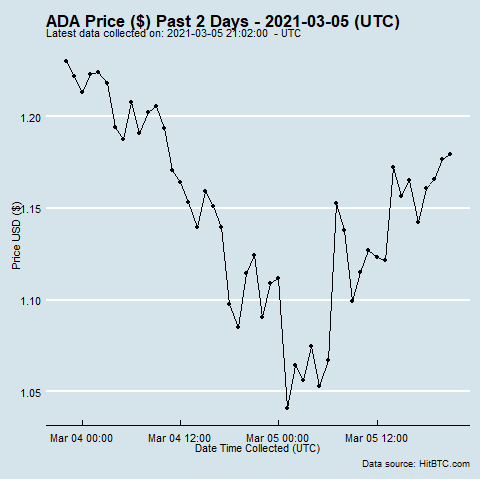 ADA Price ($) Past 2 Days - 2021-03-05 (UTC)
Latest data collected on: 2021-03-05 21:02:00  - UTC
1.20
1.15
1.10
1.05
Price USD ($)
Mar 04 00:00 Mar 04 12:00 Mar 05 00:00 Mar 05 12:00
Date Time Collected (UTC)
Data source: HitBTC.com